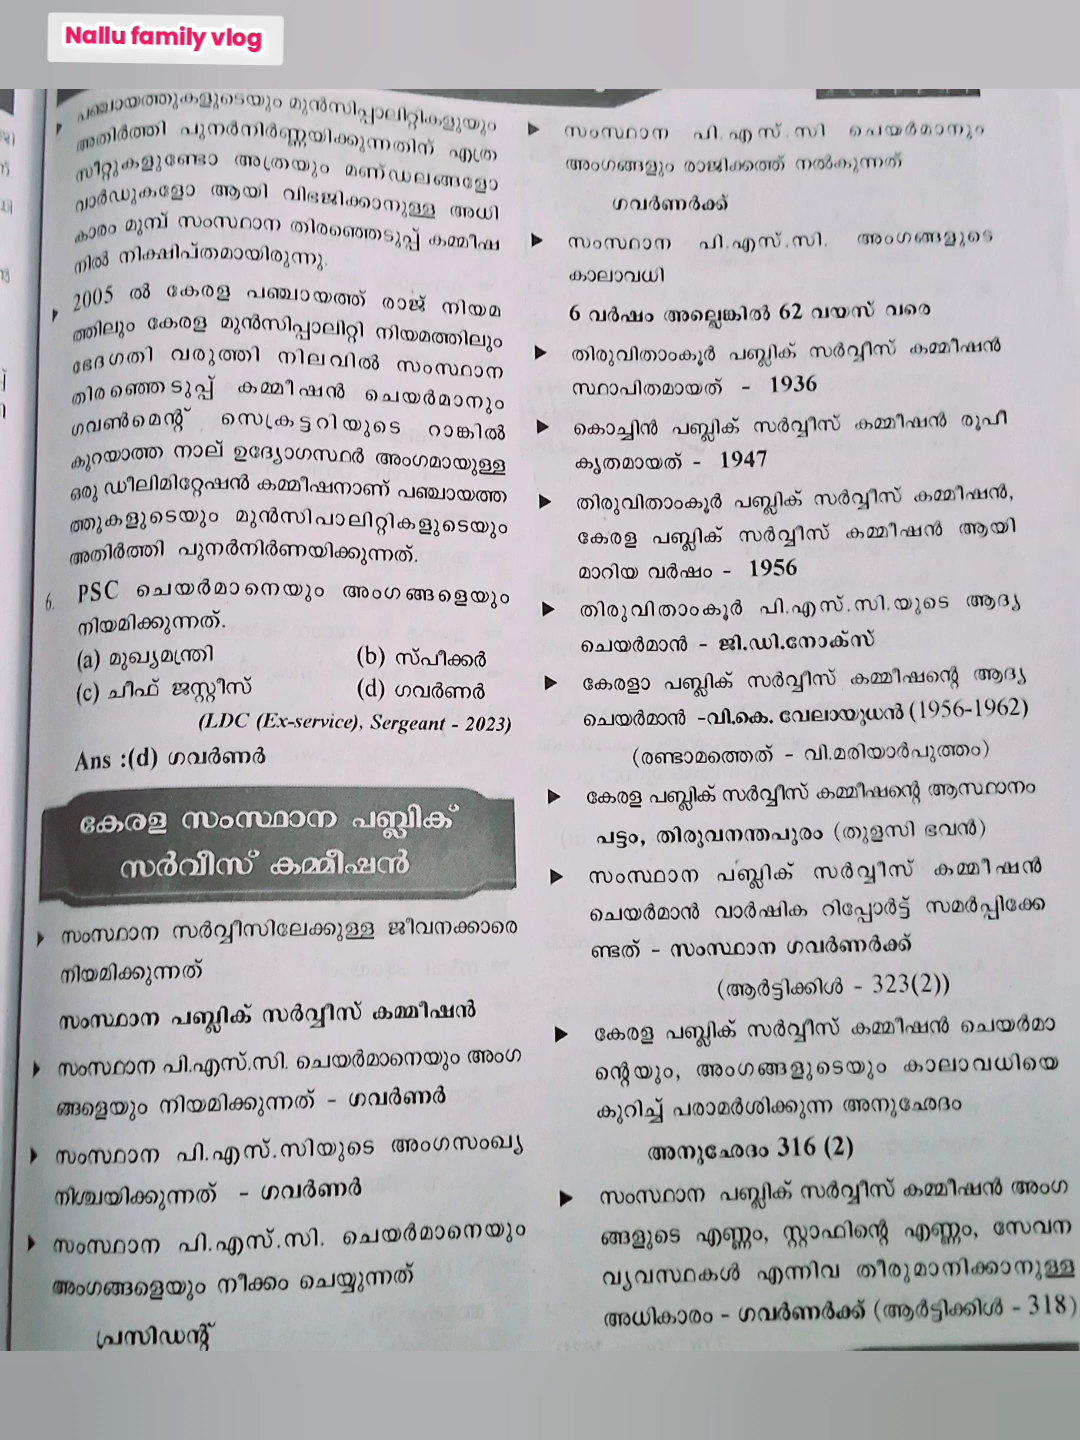 Nallu family vlog
പഞ്ചായത്തുകളുടെയും മുൻസിപ്പാലിറ്റികളുടേയും
അതിർത്തി പുനർനിർണ്ണയിക്കുന്നതിന് എത്ര
സീറ്റുകളുണ്ടോ അത്രയും മണ്ഡലങ്ങളോ
വാർഡുകളോ ആയി വിഭജിക്കാനുള്ള അധി
കാരം മുമ്പ് സംസ്ഥാന തിരഞ്ഞെടുപ്പ് കമ്മീഷ
നിൽ നിക്ഷിപ്തമായിരുന്നു.
2005 ൽ കേരള പഞ്ചായത്ത് രാജ് നിയമ
ത്തിലും കേരള മുൻസിപ്പാലിറ്റി നിയമത്തിലും
ഭേദഗതി വരുത്തി നിലവിൽ സംസ്ഥാന
തിരഞ്ഞെടുപ്പ് കമ്മീഷൻ ചെയർമാനും
ഗവൺമെന്റ് സെക്രട്ടറിയുടെ റാങ്കിൽ
കുറയാത്ത നാല് ഉദ്യോഗസ്ഥർ അംഗമായുള്ള
ഒരു ഡീലിമിറ്റേഷൻ കമ്മീഷനാണ് പഞ്ചായത്ത
ത്തുകളുടെയും മുൻസിപാലിറ്റികളുടെയും
അതിർത്തി പുനർനിർണയിക്കുന്നത്.
6. PSC ചെയർമാനെയും അംഗങ്ങളെയും
നിയമിക്കുന്നത്.
(a) മുഖ്യമന്ത്രി (b) സ്പീക്കർ
(c) ചീഫ് ജസ്റ്റീസ് (d) ഗവർണർ
(LDC (Ex-service), Sergeant - 2023)
Ans :(d) ഗവർണർ
കേരള സംസ്ഥാന പബ്ലിക്
സർവീസ് കമ്മീഷൻ
സംസ്ഥാന സർവ്വീസിലേക്കുള്ള ജീവനക്കാരെ
നിയമിക്കുന്നത്
സംസ്ഥാന പബ്ലിക് സർവ്വീസ് കമ്മീഷൻ
സംസ്ഥാന പി.എസ്.സി. ചെയർമാനെയും അംഗ
ങ്ങളെയും നിയമിക്കുന്നത് - ഗവർണർ
സംസ്ഥാന പി.എസ്.സിയുടെ അംഗസംഖ്യ
നിശ്ചയിക്കുന്നത് - ഗവർണർ
സംസ്ഥാന പി.എസ്.സി. ചെയർമാനെയും
അംഗങ്ങളെയും നീക്കം ചെയ്യുന്നത്
പ്രസിഡന്റ്
സംസ്ഥാന പി.എസ്.സി ചെയർമാനും
അംഗങ്ങളും രാജിക്കത്ത് നൽകുന്നത്
ഗവർണർക്ക്
സംസ്ഥാന പി.എസ്.സി. അംഗങ്ങളുടെ
കാലാവധി
6 വർഷം അല്ലെങ്കിൽ 62 വയസ് വരെ
തിരുവിതാംകൂർ പബ്ലിക് സർവ്വീസ് കമ്മീഷൻ
സ്ഥാപിതമായത് - 1936
കൊച്ചിൻ പബ്ലിക് സർവ്വീസ് കമ്മീഷൻ രൂപീ
കൃതമായത് - 1947
തിരുവിതാംകൂർ പബ്ലിക് സർവ്വീസ് കമ്മീഷൻ,
കേരള പബ്ലിക് സർവ്വീസ് കമ്മീഷൻ ആയി
മാറിയ വർഷം - 1956
തിരുവിതാംകൂർ പി.എസ്.സി.യുടെ ആദ്യ
ചെയർമാൻ - ജി.ഡി.നോക്സ്
കേരളാ പബ്ലിക് സർവ്വീസ് കമ്മീഷന്റെ ആദ്യ
ചെയർമാൻ -വി.കെ. വേലായുധൻ (1956-1962)
(രണ്ടാമത്തെത് - വി.മരിയാർപുത്തം)
കേരള പബ്ലിക് സർവ്വീസ് കമ്മീഷന്റെ ആസ്ഥാനം
പട്ടം, തിരുവനന്തപുരം (തുളസി ഭവൻ)
സംസ്ഥാന പബ്ലിക് സർവ്വീസ് കമ്മീഷൻ
ചെയർമാൻ വാർഷിക റിപ്പോർട്ട് സമർപ്പിക്കേ
ണ്ടത് - സംസ്ഥാന ഗവർണർക്ക്
(ആർട്ടിക്കിൾ - 323(2))
കേരള പബ്ലിക് സർവ്വീസ് കമ്മീഷൻ ചെയർമാ
ന്റെയും, അംഗങ്ങളുടെയും കാലാവധിയെ
കുറിച്ച് പരാമർശിക്കുന്ന അനുഛേദം
അനുഛേദം 316 (2)
സംസ്ഥാന പബ്ലിക് സർവ്വീസ് കമ്മീഷൻ അംഗ
ങ്ങളുടെ എണ്ണം, സ്റ്റാഫിന്റെ എണ്ണം, സേവന
വ്യവസ്ഥകൾ എന്നിവ തീരുമാനിക്കാനുള്ള
അധികാരം - ഗവർണർക്ക് (ആർട്ടിക്കിൾ - 318)